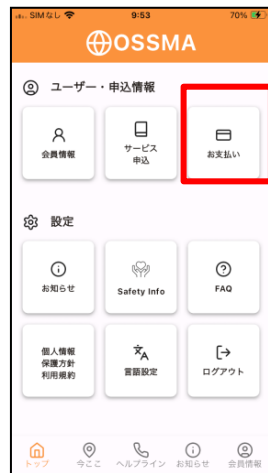 SIMなし 9:53 70%
OSSMA
ユーザー・申込情報
会員情報
サービス
申込
お支払い
設定
お知らせ
Safety Info
FAQ
個人情報
保護方針
利用規約
言語設定
ログアウト
トップ 今ここ ヘルプライン お知らせ 会員情報